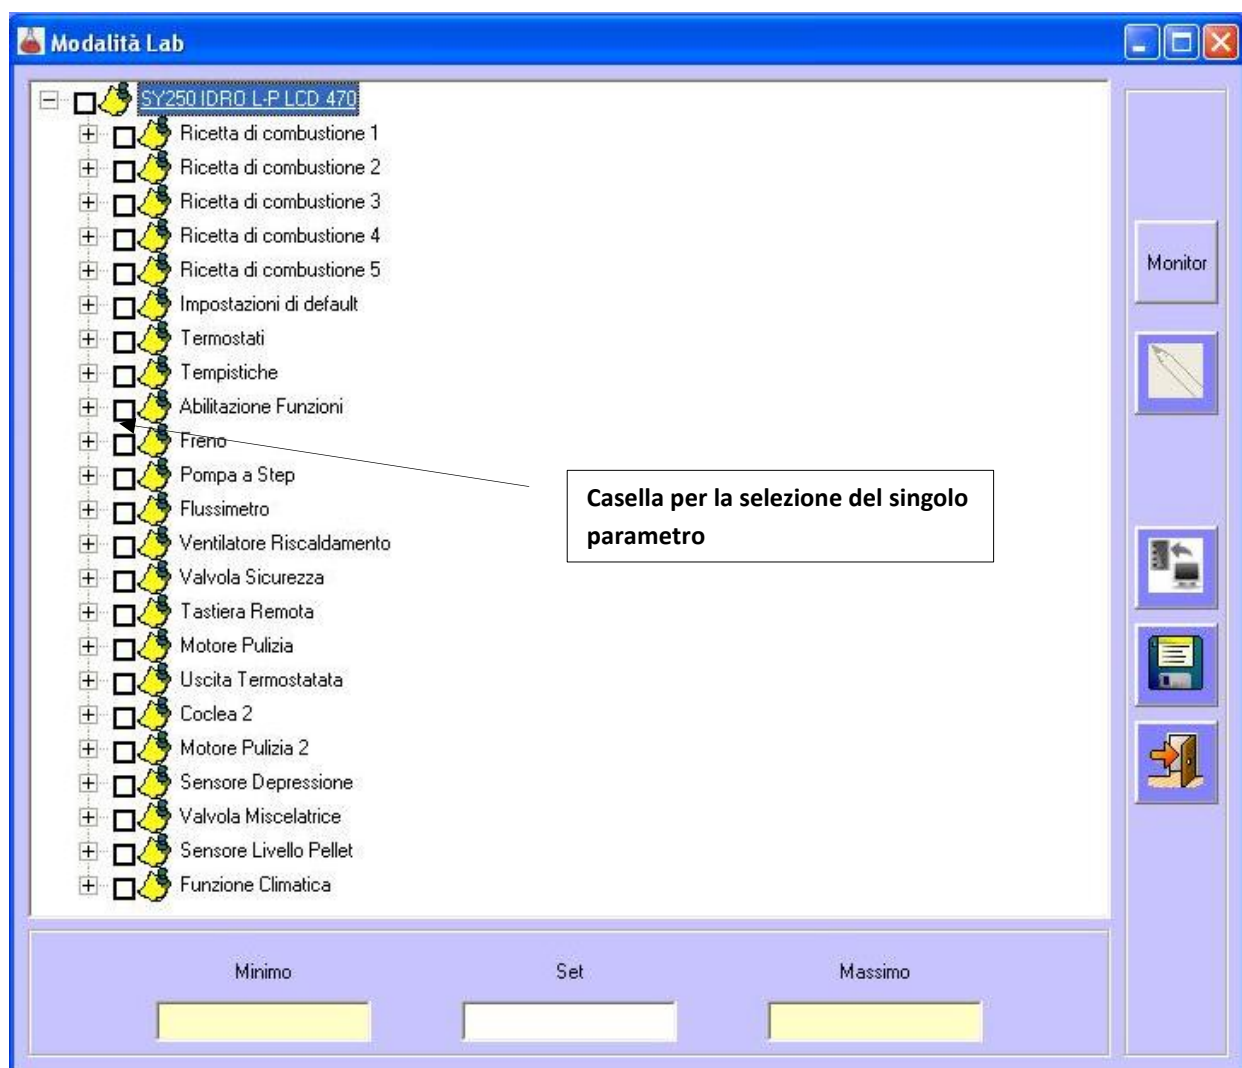 Modalità Lab
SY250 IDRO L-P LCD 470
Ricetta di combustione 1
Ricetta di combustione 2
Ricetta di combustione 3
Ricetta di combustione 4
Ricetta di combustione 5
Impostazioni di default
Termostati
Tempistiche
Abilitazione Funzioni
Freno
Pompa a Step
Flussimetro
Ventilatore Riscaldamento
Valvola Sicurezza
Tastiera Remota
Motore Pulizia
Uscita Termostatata
Coclea 2
Motore Pulizia 2
Sensore Depressione
Valvola Miscelatrice
Sensore Livello Pellet
Funzione Climatica
Casella per la selezione del singolo
parametro
Monitor
Minimo
Set
Massimo